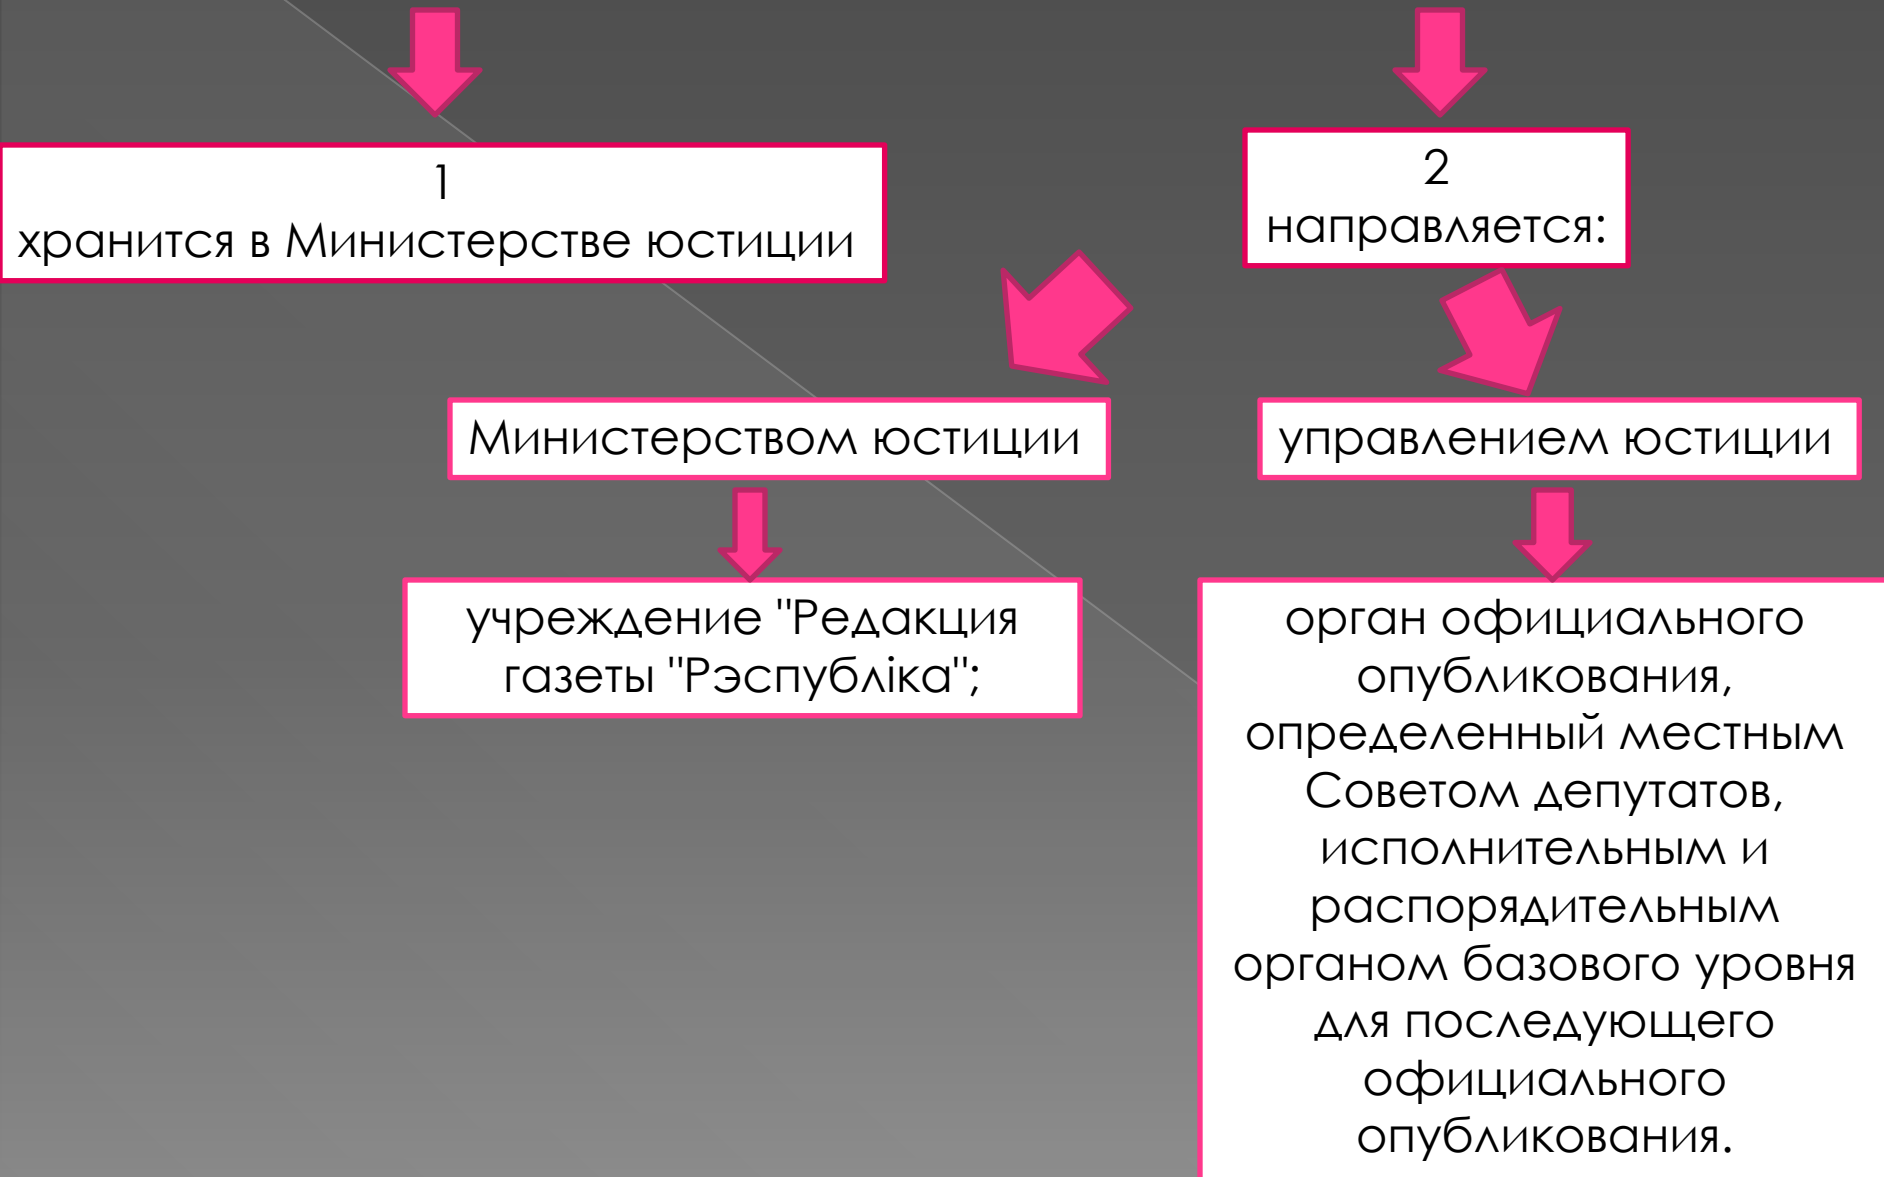 1
хранится в Министерстве юстиции
2
направляется:
Министерством юстиции
управлением юстиции
учреждение "Редакция
газеты "Рэспубліка";
орган официального
опубликования,
определенный местным
Советом депутатов,
исполнительным и
распорядительным
органом базового уровня
для последующего
официального
опубликования.